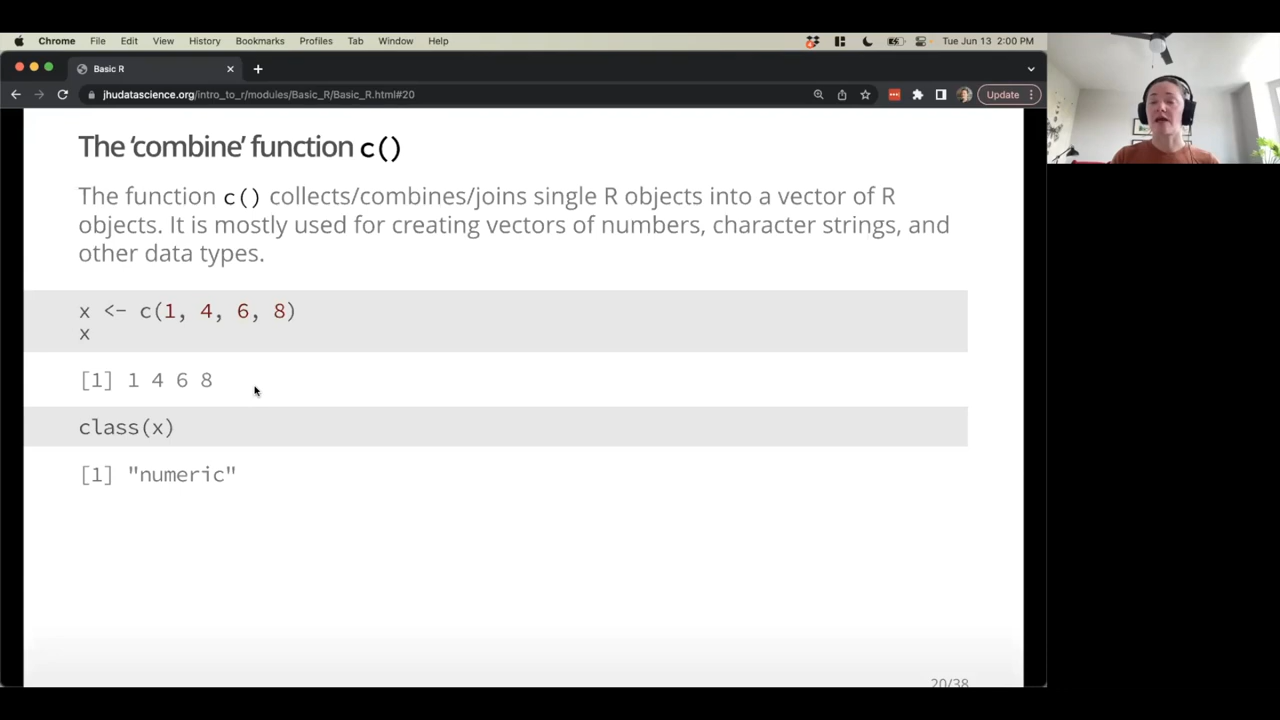 Chrome File Edit View History Bookmarks Profiles Tab Window Help Tue Jun 13 2:00 PM
Basic R
jhudatascience.org/intro_to_r/modules/Basic_R/Basic_R.html#20 Update
The ‘combine’ function c()
The function c() collects/combines/joins single R objects into a vector of R
objects. It is mostly used for creating vectors of numbers, character strings, and
other data types.
x <- c(1, 4, 6, 8)
x
[1] 1 4 6 8
class(x)
[1] "numeric"
20/38